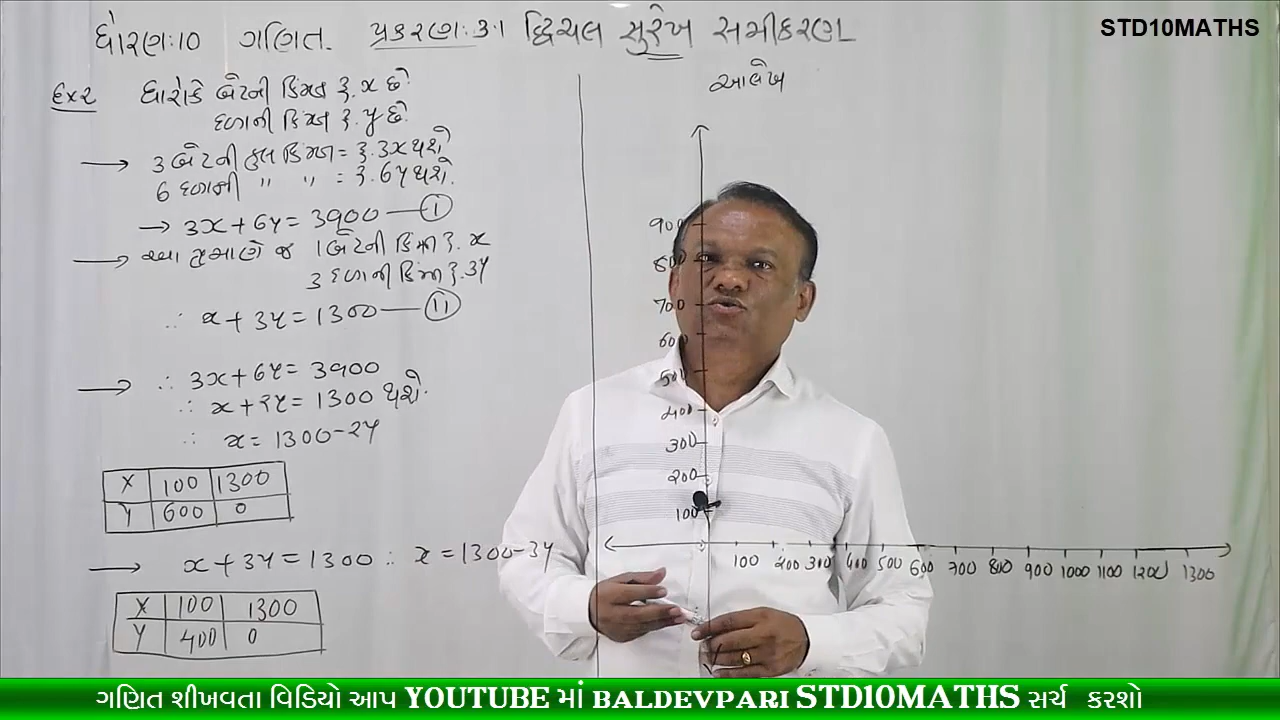 ધોરણ:10 ગણિત. પ્રકરણ:3.1 દ્વિચલ સુરેખ સમીકરણ
STD10MATHS
Ex 2 ધારોકે બેટની કિંમત રૂ. x છે.
દડાની કિંમત રૂ. y છે.
→ 3 બેટની કુલ કિંમત = રૂ. 3x થશે
6 દડાની " " = રૂ. 6y થશે.
→ 3x + 6y = 3900 — I
→ આ પ્રમાણે જ 1 બેટની કિંમત રૂ. x
3 દડાની કિંમત રૂ. 3y
∴ x + 3y = 1300 — II
→ ∴ 3x + 6y = 3900
∴ x + 2y = 1300 થશે.
∴ x = 1300 - 2y
X 100 1300
Y 600 0
→ x + 3y = 1300 ∴ x = 1300 - 3y
X 100 1300
Y 400 0
આલેખ
900
800
700
600
500
400
300
200
100
100 200 300 400 500 600 700 800 900 1000 1100 1200 1300
ગણિત શીખવતા વિડિયો આપ YOUTUBE માં BALDEVPARI STD10MATHS સર્ચ કરશો